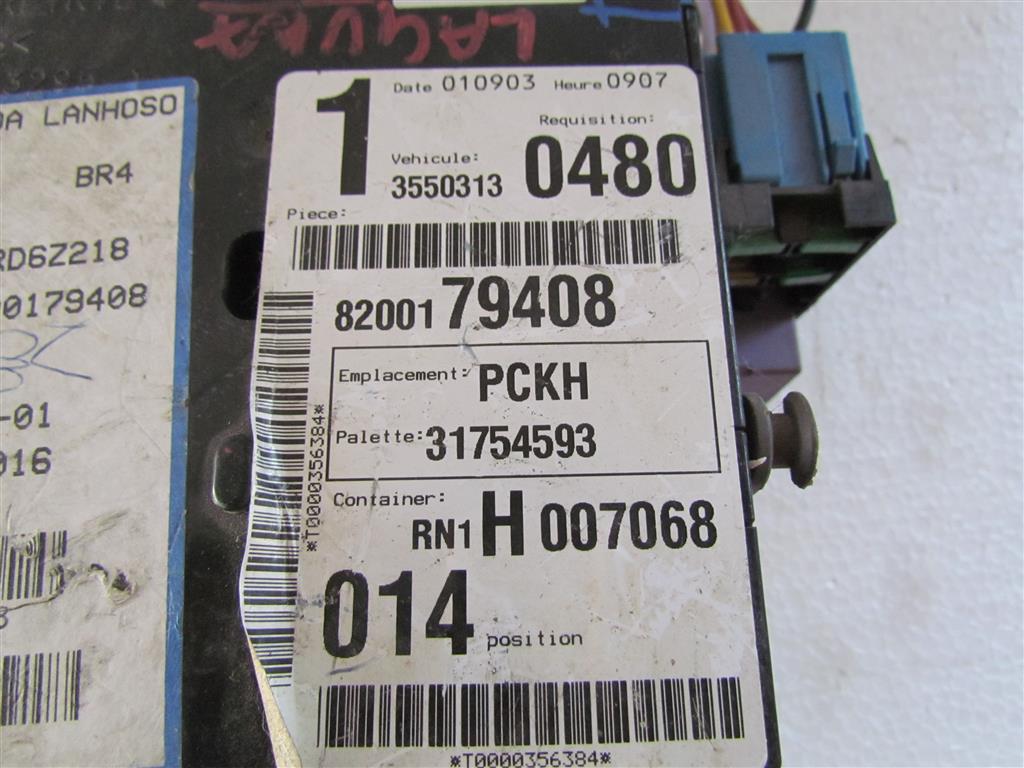 LAGUNA
DA LANHOSO
BR4
RD6Z218
00179408
-01
016
1
Date 010903 Heure 0907
Requisition:
Vehicule:
3550313 0480
Piece:
8200179408
Emplacement: PCKH
Palette: 31754593
Container:
RN1 H 007068
014 position
*T0000356384*
*T0000356384*